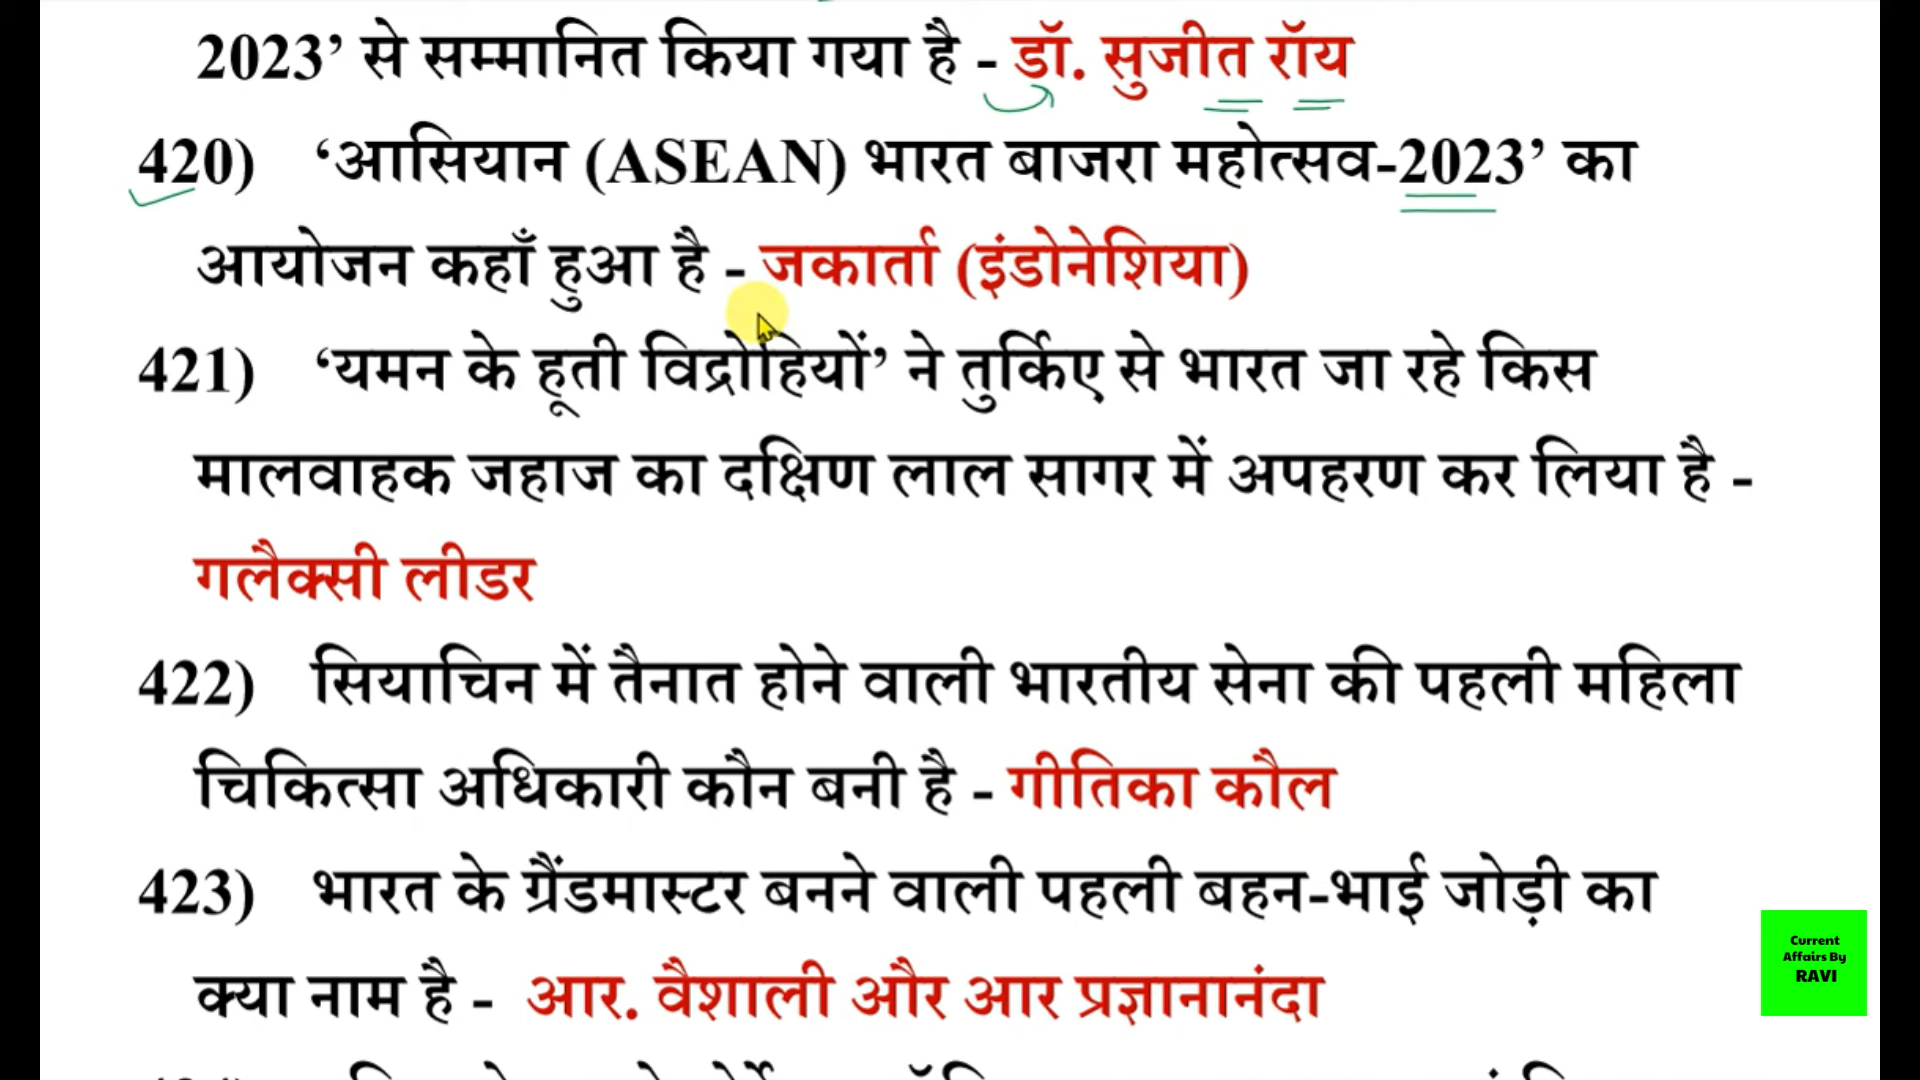 2023’ से सम्मानित किया गया है - डॉ. सुजीत रॉय
420) ‘आसियान (ASEAN) भारत बाजरा महोत्सव-2023’ का
आयोजन कहाँ हुआ है - जकार्ता (इंडोनेशिया)
421) ‘यमन के हूती विद्रोहियों’ ने तुर्किए से भारत जा रहे किस
मालवाहक जहाज का दक्षिण लाल सागर में अपहरण कर लिया है -
गलैक्सी लीडर
422) सियाचिन में तैनात होने वाली भारतीय सेना की पहली महिला
चिकित्सा अधिकारी कौन बनी है - गीतिका कौल
423) भारत के ग्रैंडमास्टर बनने वाली पहली बहन-भाई जोड़ी का
क्या नाम है - आर. वैशाली और आर प्रज्ञानानंदा
Current
Affairs By
RAVI